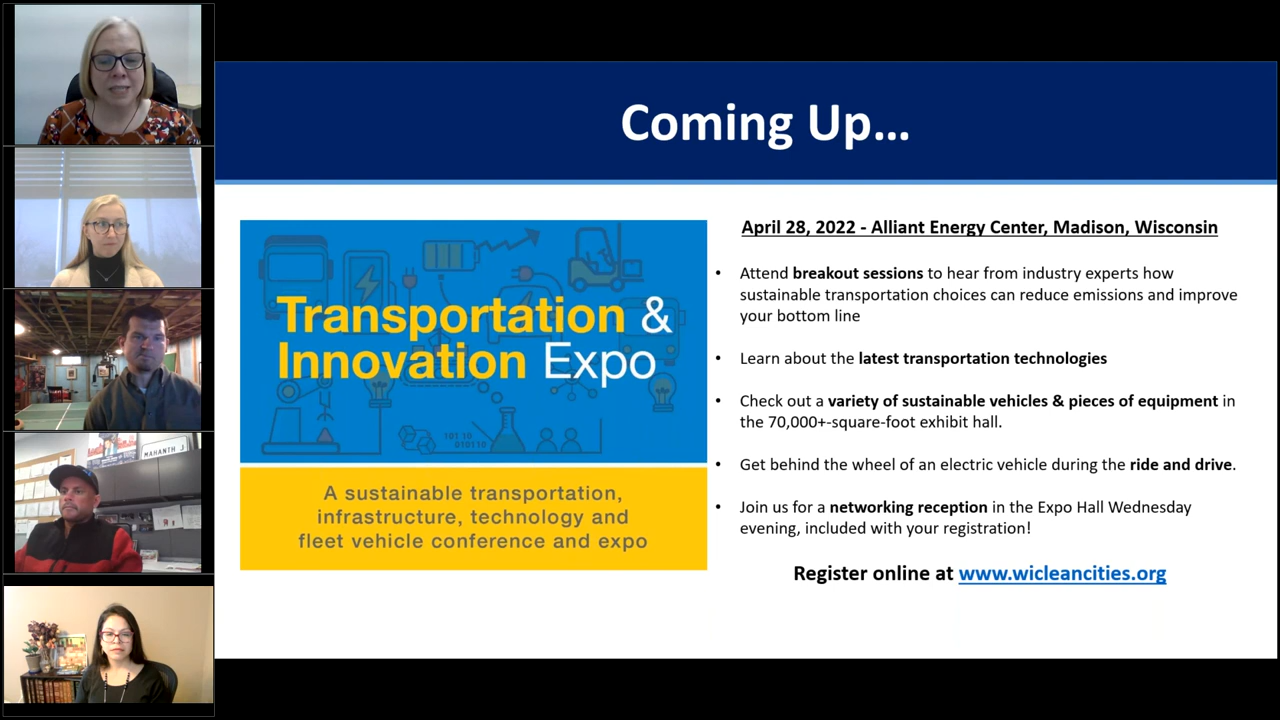 Coming Up...
Transportation &
Innovation Expo
101 10
010110
A sustainable transportation,
infrastructure, technology and
fleet vehicle conference and expo
April 28, 2022 - Alliant Energy Center, Madison, Wisconsin
• Attend breakout sessions to hear from industry experts how
sustainable transportation choices can reduce emissions and improve
your bottom line
• Learn about the latest transportation technologies
• Check out a variety of sustainable vehicles & pieces of equipment in
the 70,000+-square-foot exhibit hall.
• Get behind the wheel of an electric vehicle during the ride and drive.
• Join us for a networking reception in the Expo Hall Wednesday
evening, included with your registration!
Register online at www.wicleancities.org
MAHANTH J